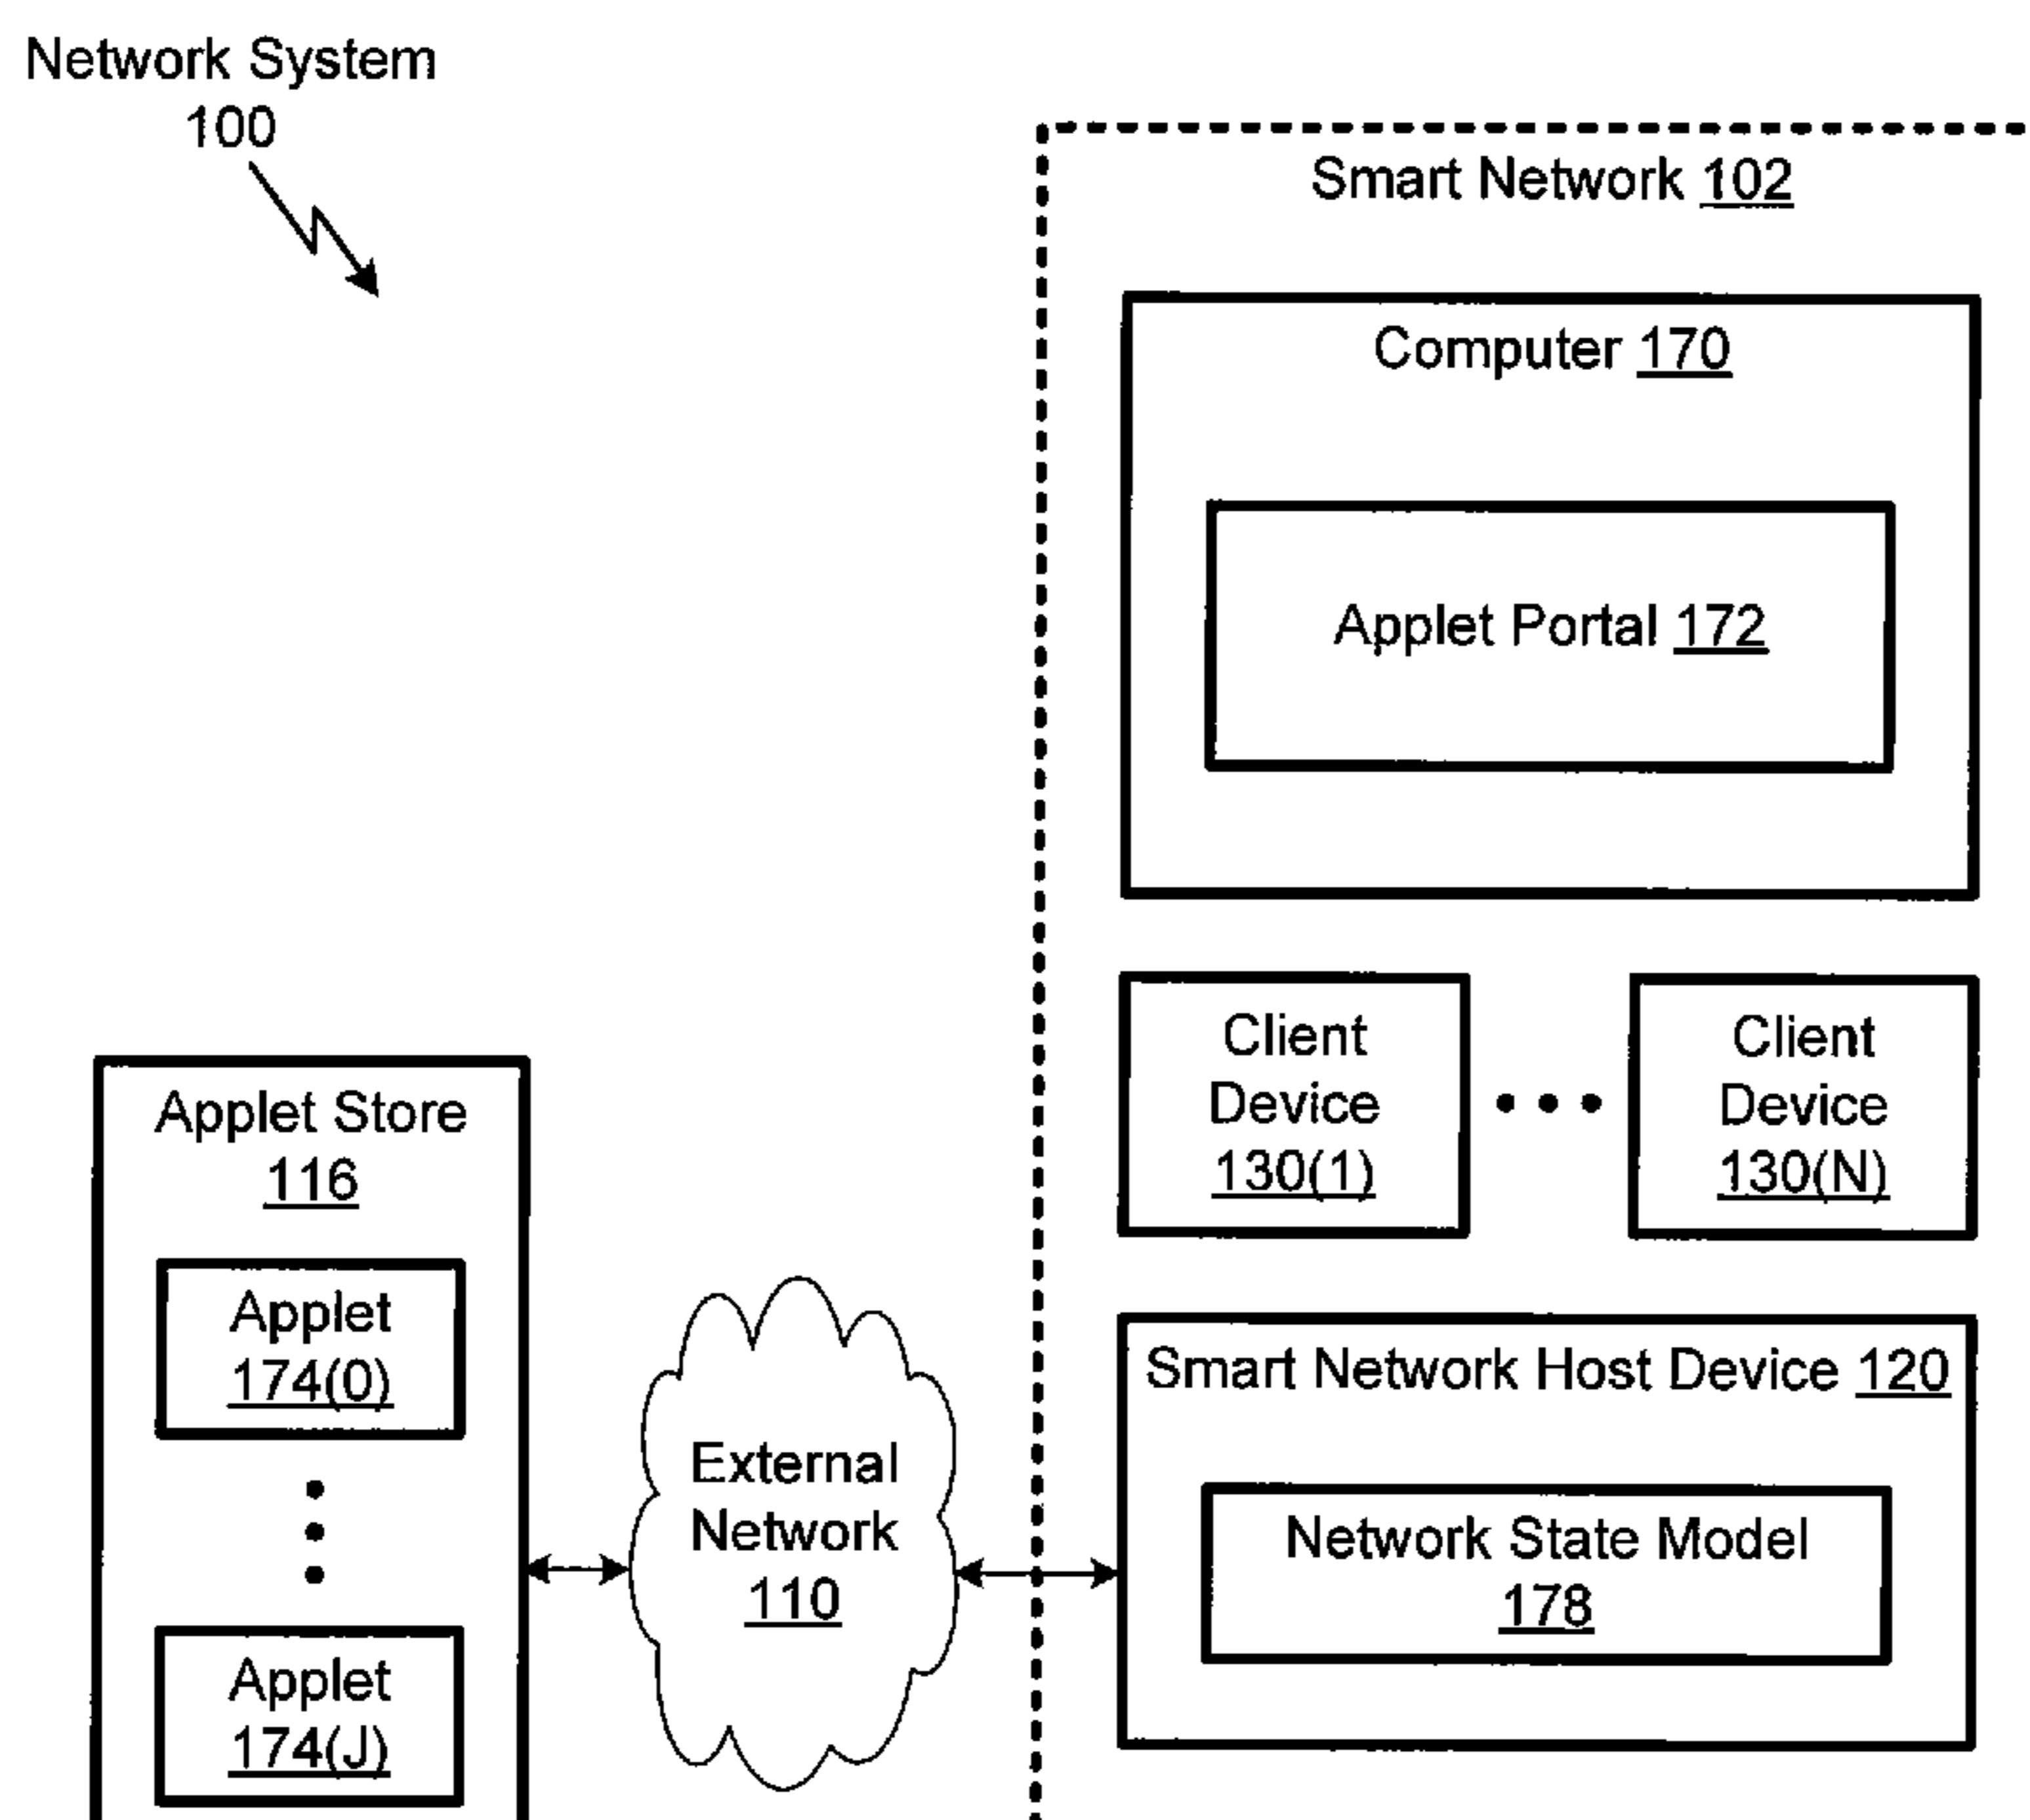 Network System
100
Smart Network 102
Computer 170
Applet Portal 172
Client
Device
130(1)
Client
Device
130(N)
Applet Store
116
Applet
174(0)
Applet
174(J)
External
Network
110
Smart Network Host Device 120
Network State Model
178